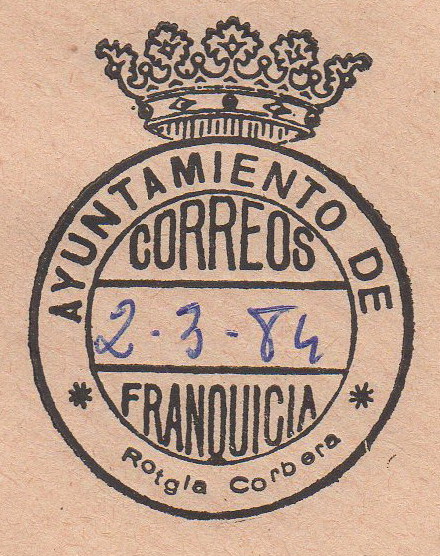 AYUNTAMIENTO DE
CORREOS
2-3-84
FRANQUICIA
Rotgla Corbera